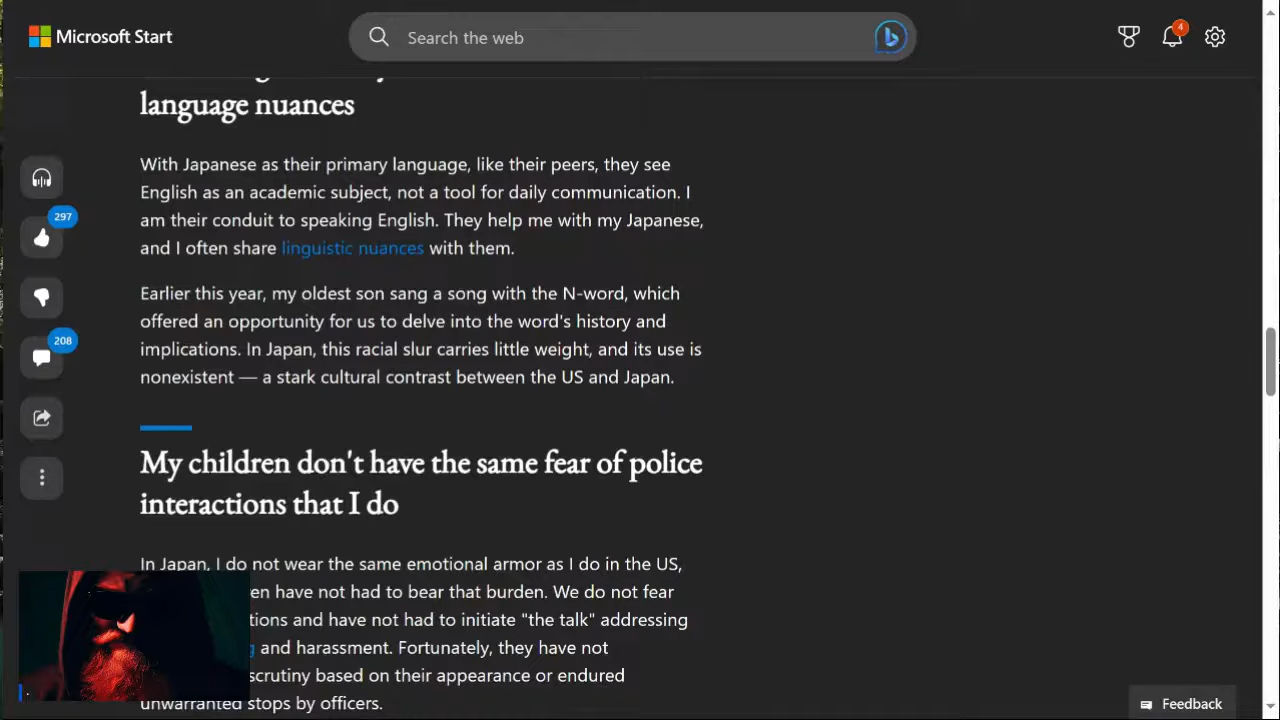 Microsoft Start
Search the web
4
language nuances
With Japanese as their primary language, like their peers, they see
English as an academic subject, not a tool for daily communication. I
am their conduit to speaking English. They help me with my Japanese,
and I often share linguistic nuances with them.
297
Earlier this year, my oldest son sang a song with the N-word, which
offered an opportunity for us to delve into the word's history and
implications. In Japan, this racial slur carries little weight, and its use is
nonexistent — a stark cultural contrast between the US and Japan.
208
My children don't have the same fear of police
interactions that I do
In Japan, I do not wear the same emotional armor as I do in the US,
have not had to bear that burden. We do not fear
and have not had to initiate "the talk" addressing
and harassment. Fortunately, they have not
scrutiny based on their appearance or endured
unwarranted stops by officers.
Feedback